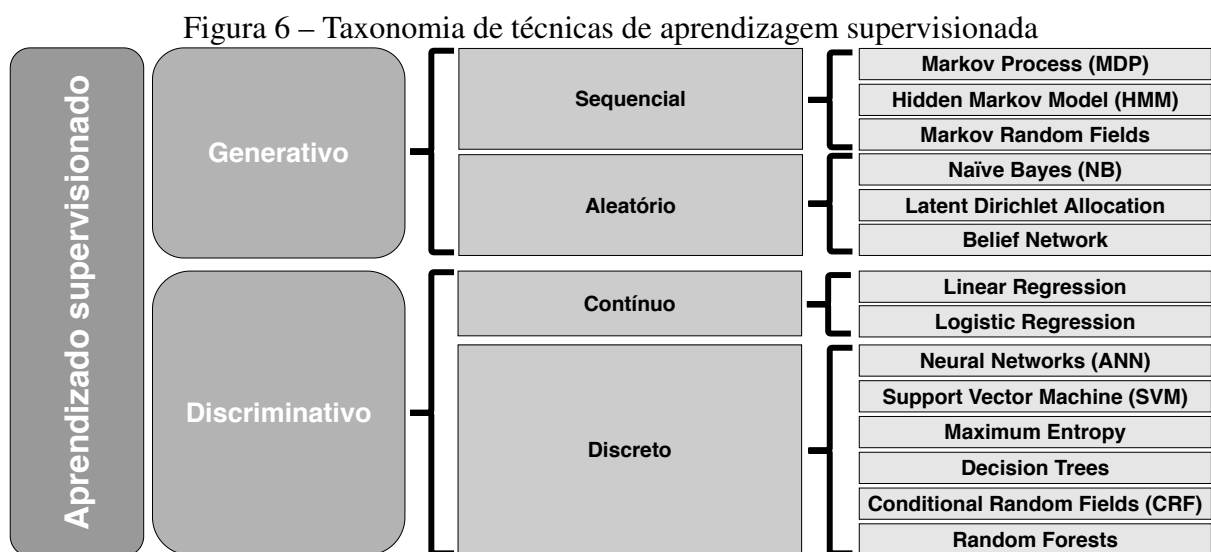 Figura 6 – Taxonomia de técnicas de aprendizagem supervisionada
Aprendizado supervisionado
Generativo
Sequencial
Markov Process (MDP)
Hidden Markov Model (HMM)
Markov Random Fields
Aleatório
Naïve Bayes (NB)
Latent Dirichlet Allocation
Belief Network
Discriminativo
Contínuo
Linear Regression
Logistic Regression
Discreto
Neural Networks (ANN)
Support Vector Machine (SVM)
Maximum Entropy
Decision Trees
Conditional Random Fields (CRF)
Random Forests